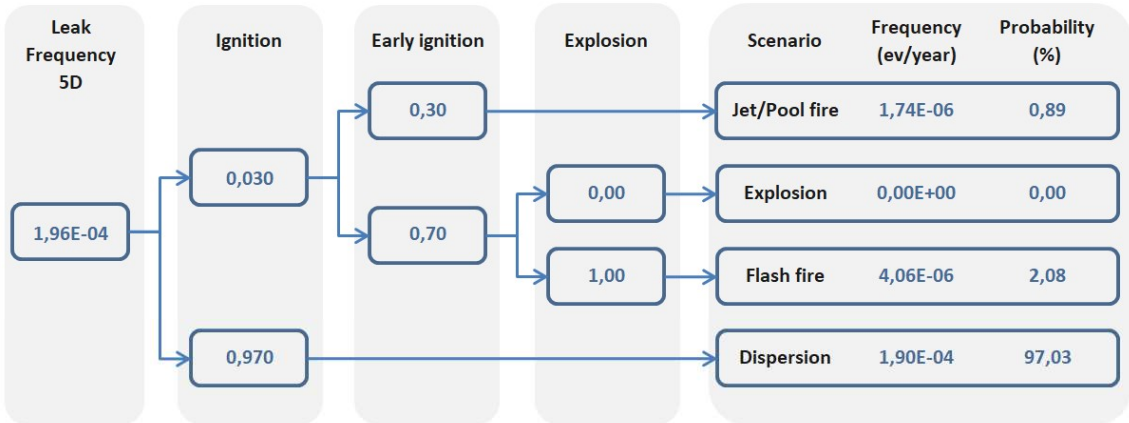 Leak
Frequency
5D
Ignition
Early ignition
Explosion
Scenario
Frequency
(ev/year)
Probability
(%)
1,96E-04
0,030
0,970
0,30
0,70
0,00
1,00
Jet/Pool fire 1,74E-06 0,89
Explosion 0,00E+00 0,00
Flash fire 4,06E-06 2,08
Dispersion 1,90E-04 97,03